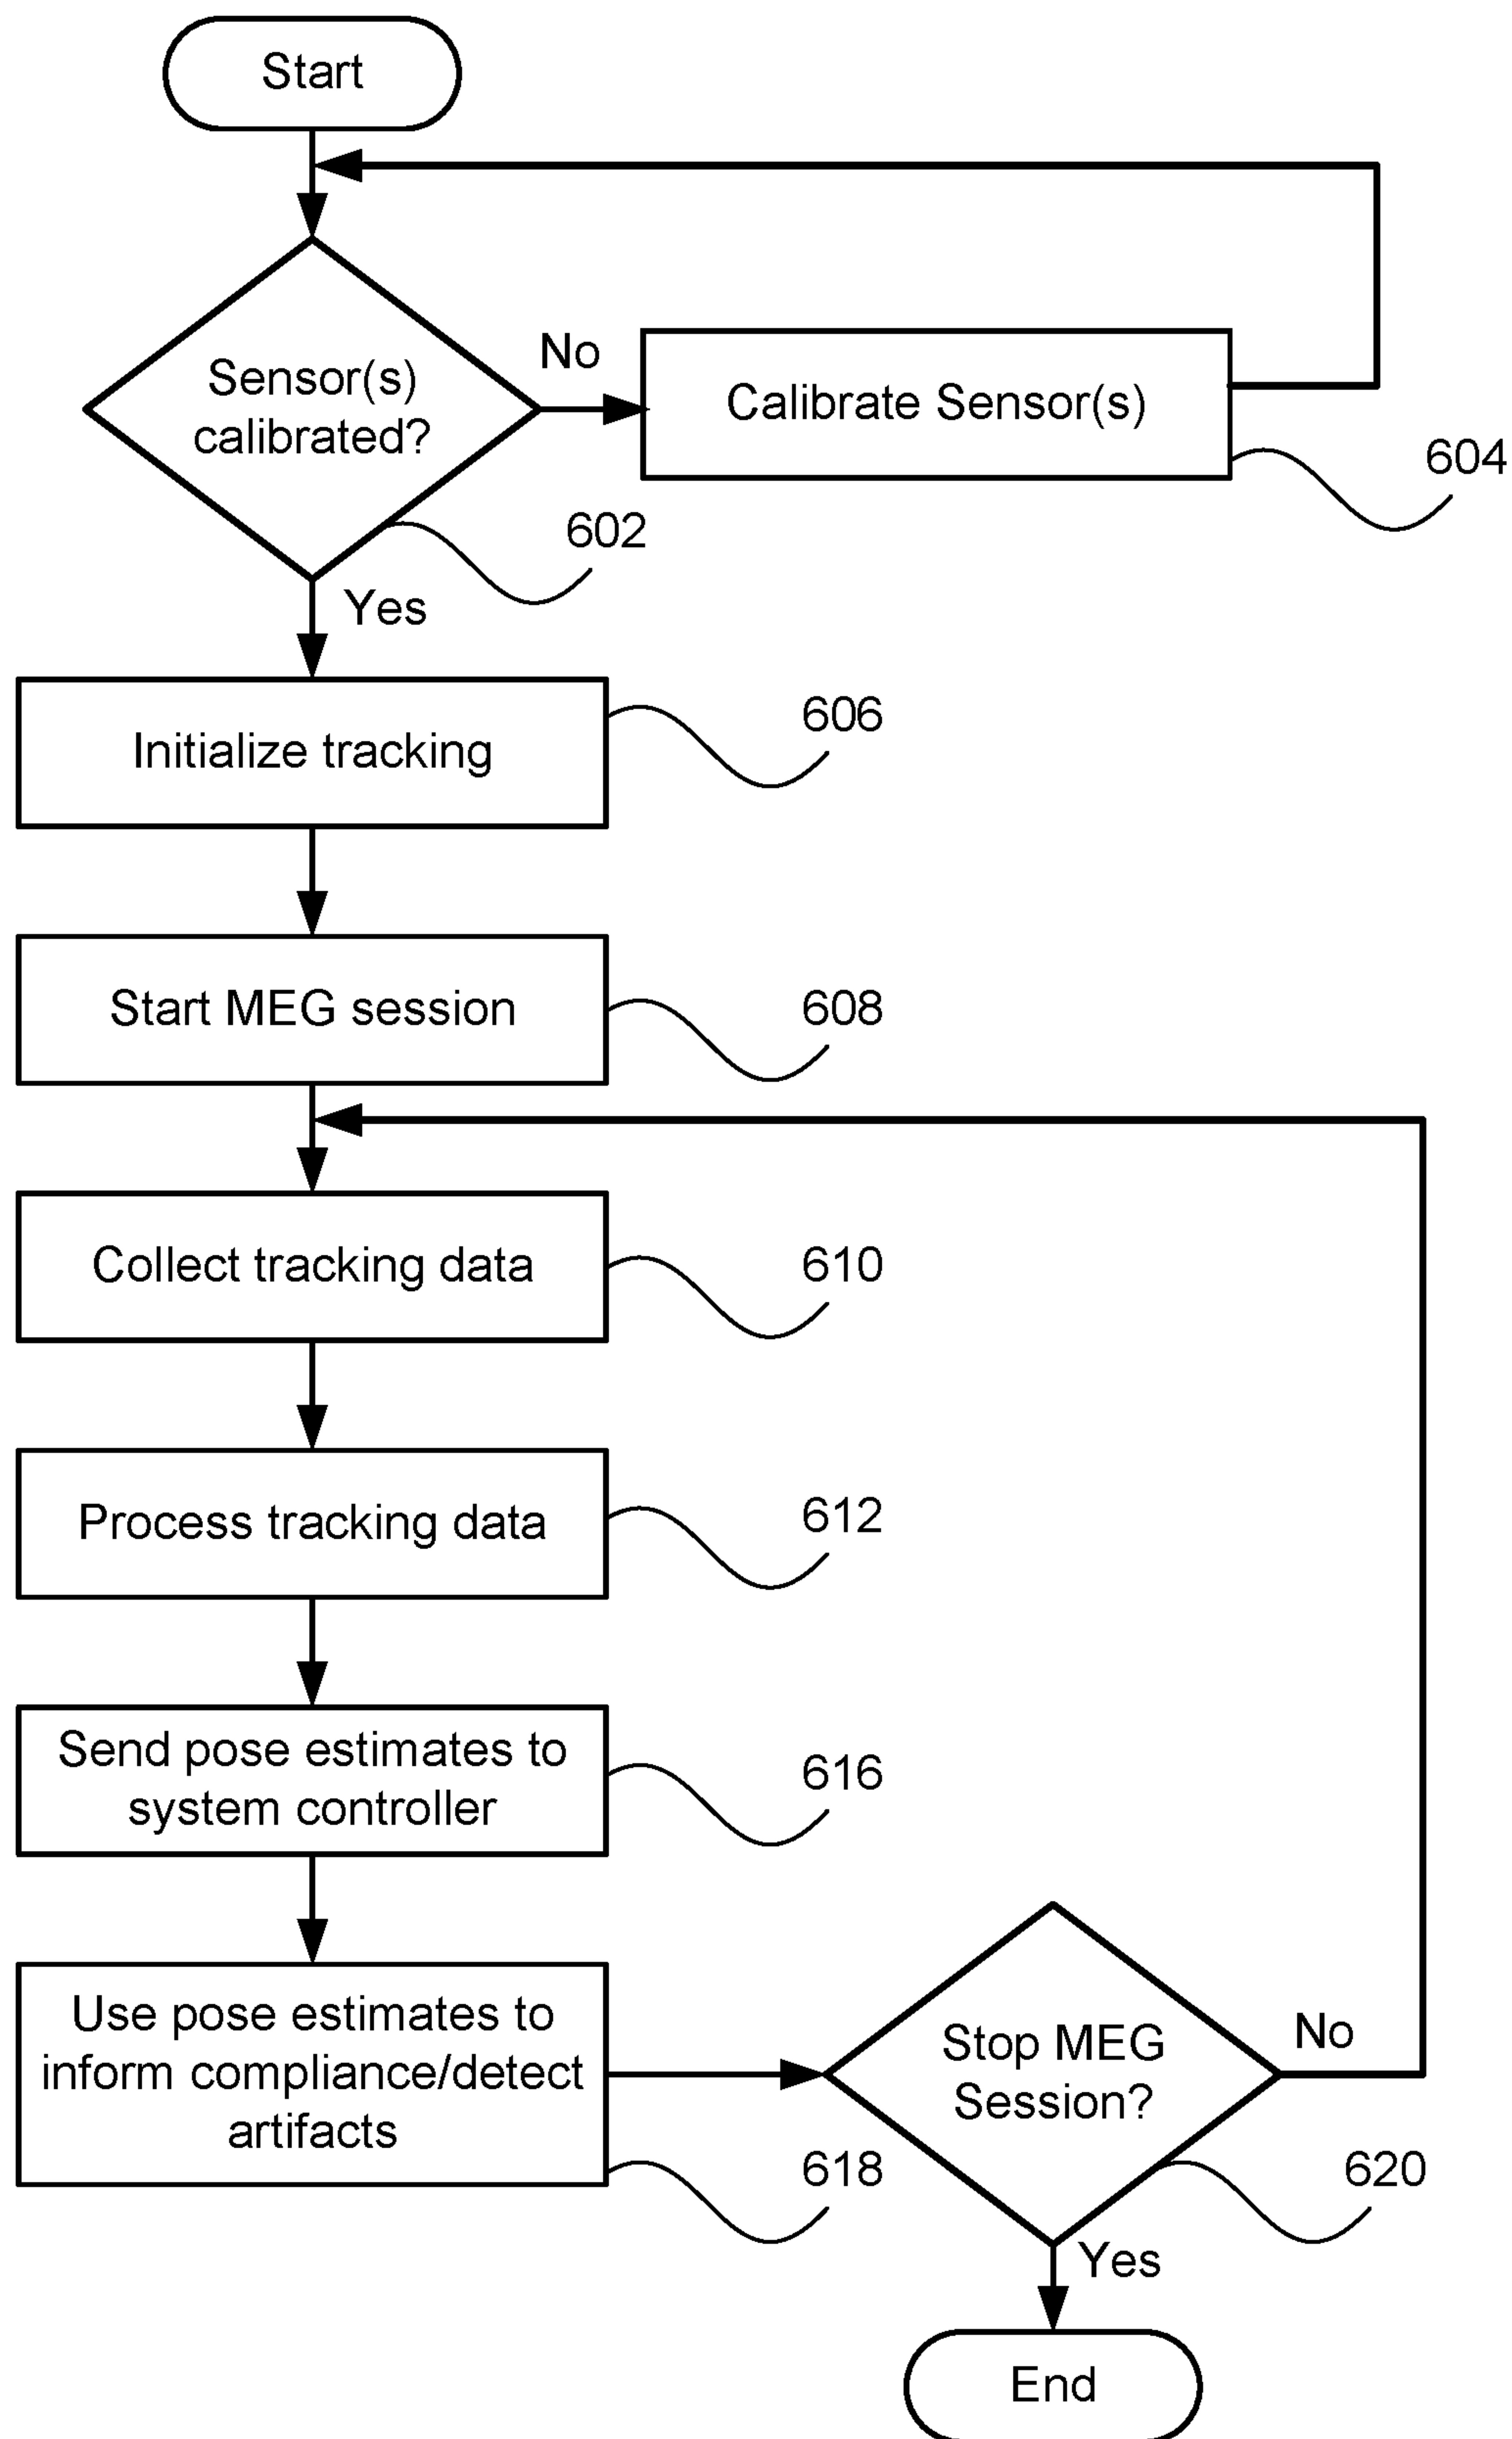 Start
Sensor(s)
calibrated?
No
Calibrate Sensor(s)
604
602
Yes
Initialize tracking
606
Start MEG session
608
Collect tracking data
610
Process tracking data
612
Send pose estimates to
system controller
616
Use pose estimates to
inform compliance/detect
artifacts
618
Stop MEG
Session?
No
620
Yes
End